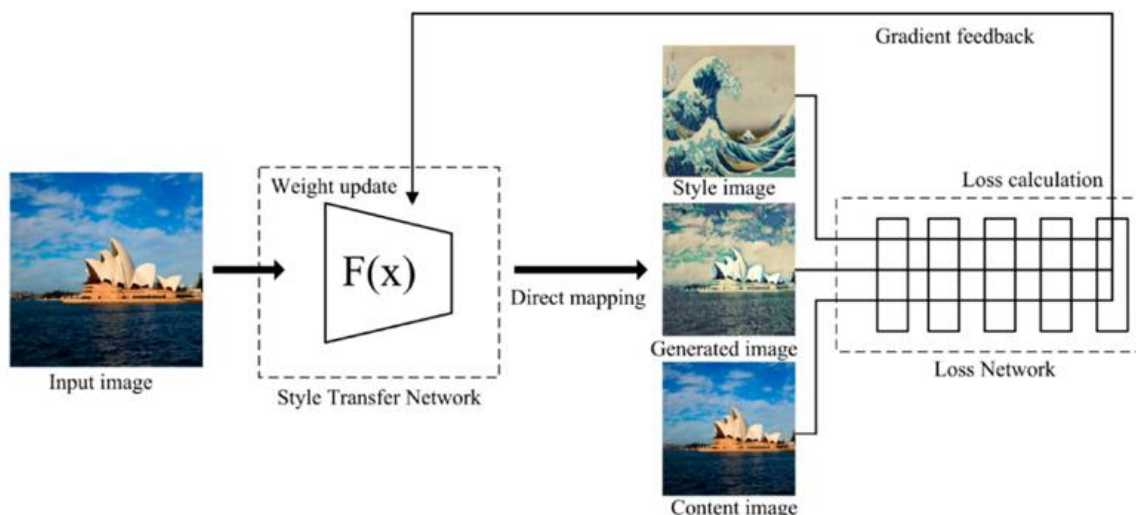 Gradient feedback
Weight update
Style image
Loss calculation
F(x)
Direct mapping
Input image
Generated image
Style Transfer Network
Loss Network
Content image